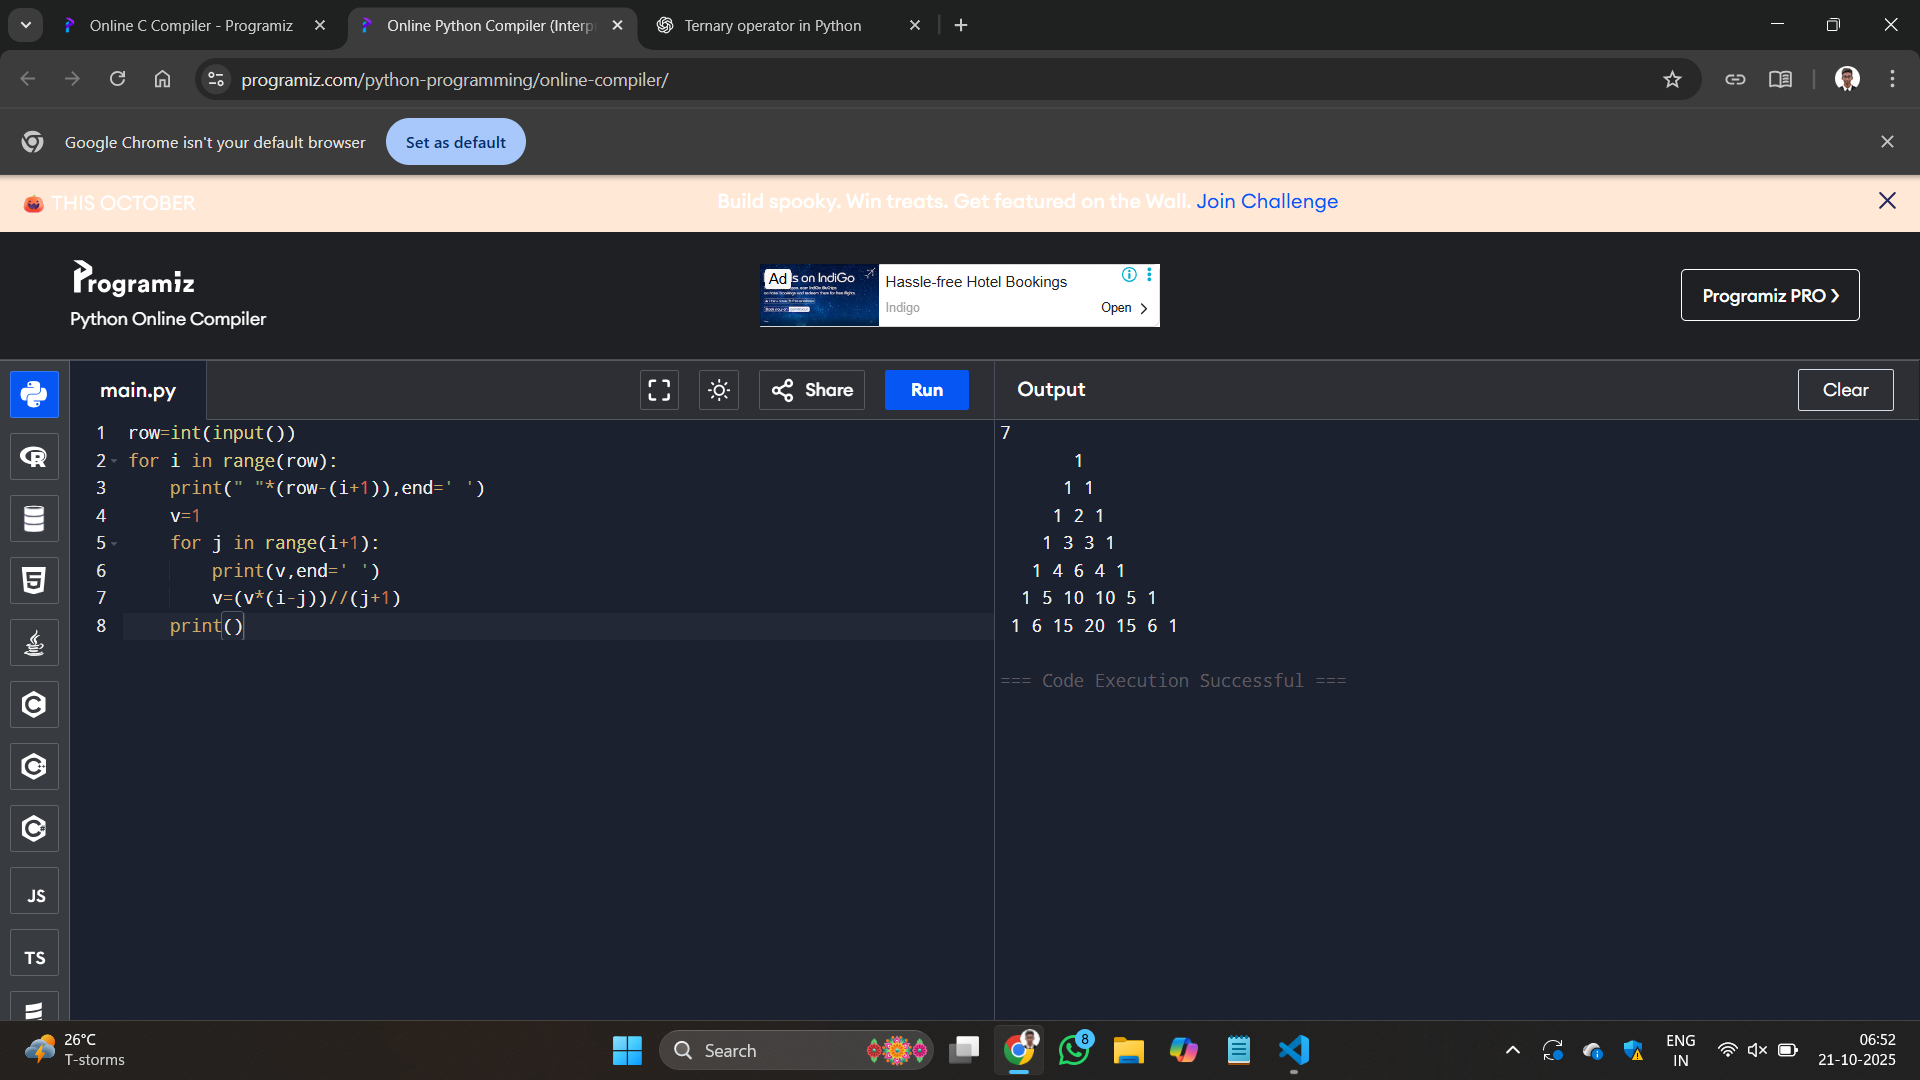 Online C Compiler - Programiz
Online Python Compiler (Interp
Ternary operator in Python
programiz.com/python-programming/online-compiler/
Google Chrome isn't your default browser
Set as default
THIS OCTOBER
Build spooky. Win treats. Get featured on the Wall. Join Challenge
Programiz
Python Online Compiler
Ad
s on IndiGo
Hassle-free Hotel Bookings
Indigo
Open
Programiz PRO
main.py
Share
Run
Output
Clear
1 row=int(input())
2 for i in range(row):
3     print(" "*(row-(i+1)),end=' ')
4     v=1
5     for j in range(i+1):
6         print(v,end=' ')
7         v=(v*(i-j))//(j+1)
8     print()
7
       1
      1 1
     1 2 1
    1 3 3 1
   1 4 6 4 1
  1 5 10 10 5 1
 1 6 15 20 15 6 1
=== Code Execution Successful ===
JS
TS
26°C
T-storms
Search
8
ENG
IN
06:52
21-10-2025